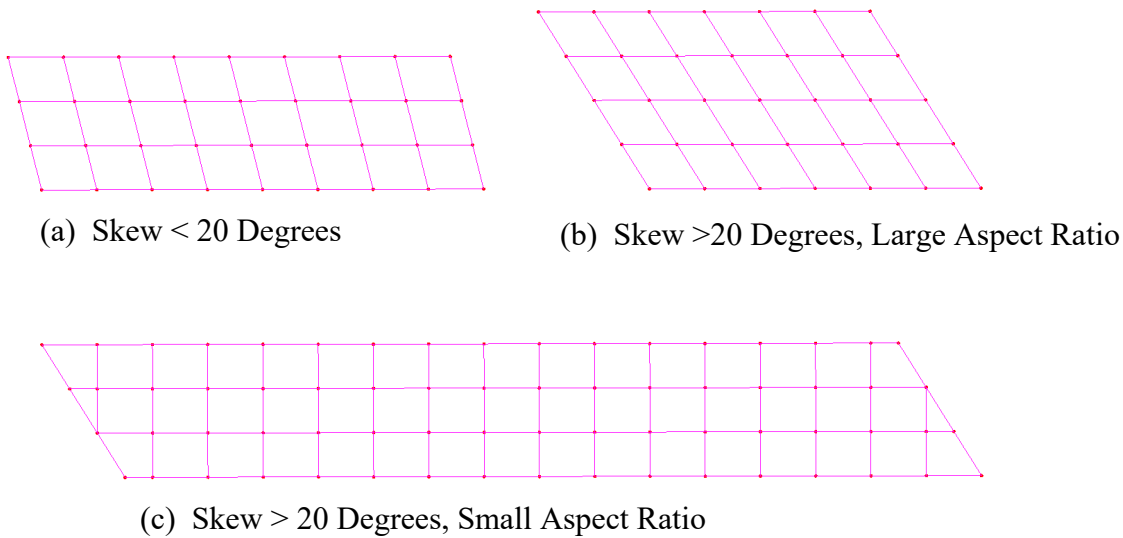 (a) Skew < 20 Degrees
(b) Skew >20 Degrees, Large Aspect Ratio
(c) Skew > 20 Degrees, Small Aspect Ratio